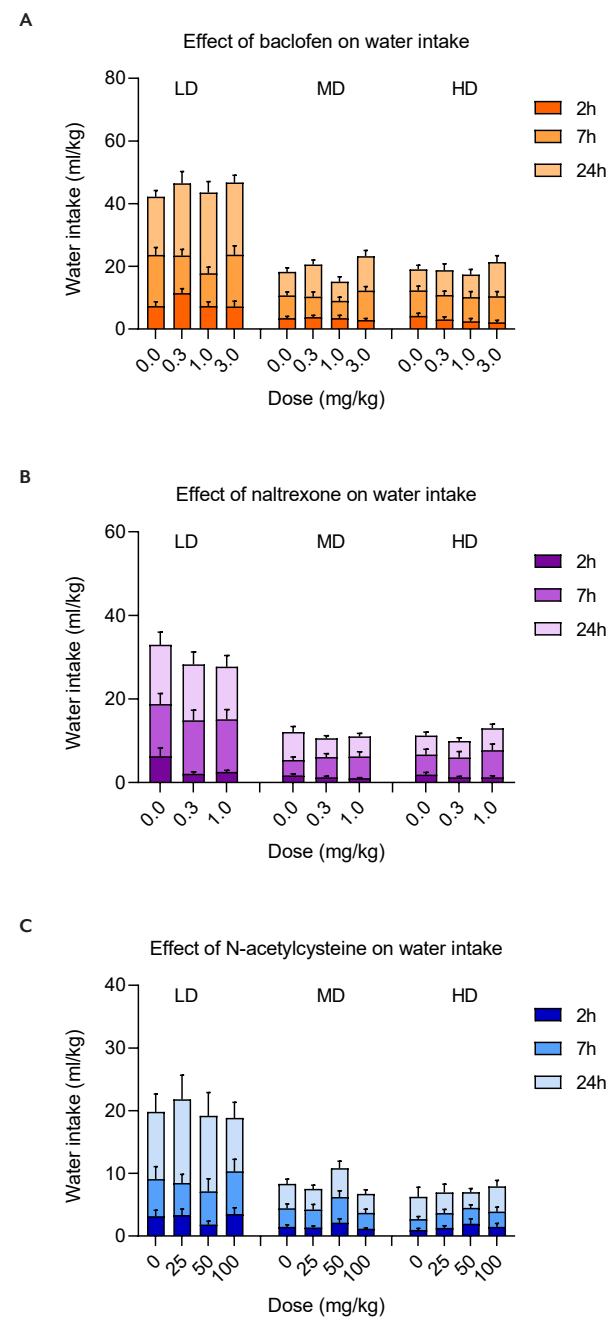 A
Effect of baclofen on water intake
LD MD HD
Water intake (ml/kg)
80
60
40
20
0
0.0 0.3 1.0 3.0 0.0 0.3 1.0 3.0 0.0 0.3 1.0 3.0
Dose (mg/kg)
2h
7h
24h
B
Effect of naltrexone on water intake
LD MD HD
Water intake (ml/kg)
60
40
20
0
0.0 0.3 1.0 0.0 0.3 1.0 0.0 0.3 1.0
Dose (mg/kg)
2h
7h
24h
C
Effect of N-acetylcysteine on water intake
LD MD HD
Water intake (ml/kg)
40
30
20
10
0
0 25 50 100 0 25 50 100 0 25 50 100
Dose (mg/kg)
2h
7h
24h